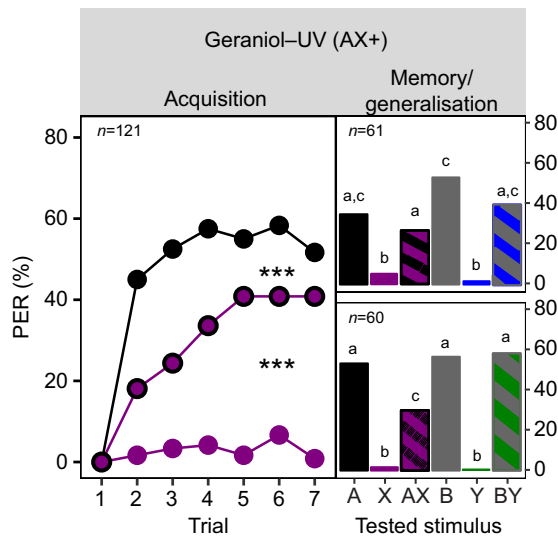 Geraniol–UV (AX+)
Acquisition
Memory/
generalisation
n=121
80
60
40
20
0
PER (%)
***
***
1 2 3 4 5 6 7
Trial
n=61
a,c
b
a
c
b
a,c
80
60
40
20
0
n=60
a
b
c
a
b
a
80
60
40
20
0
A X AX B Y BY
Tested stimulus